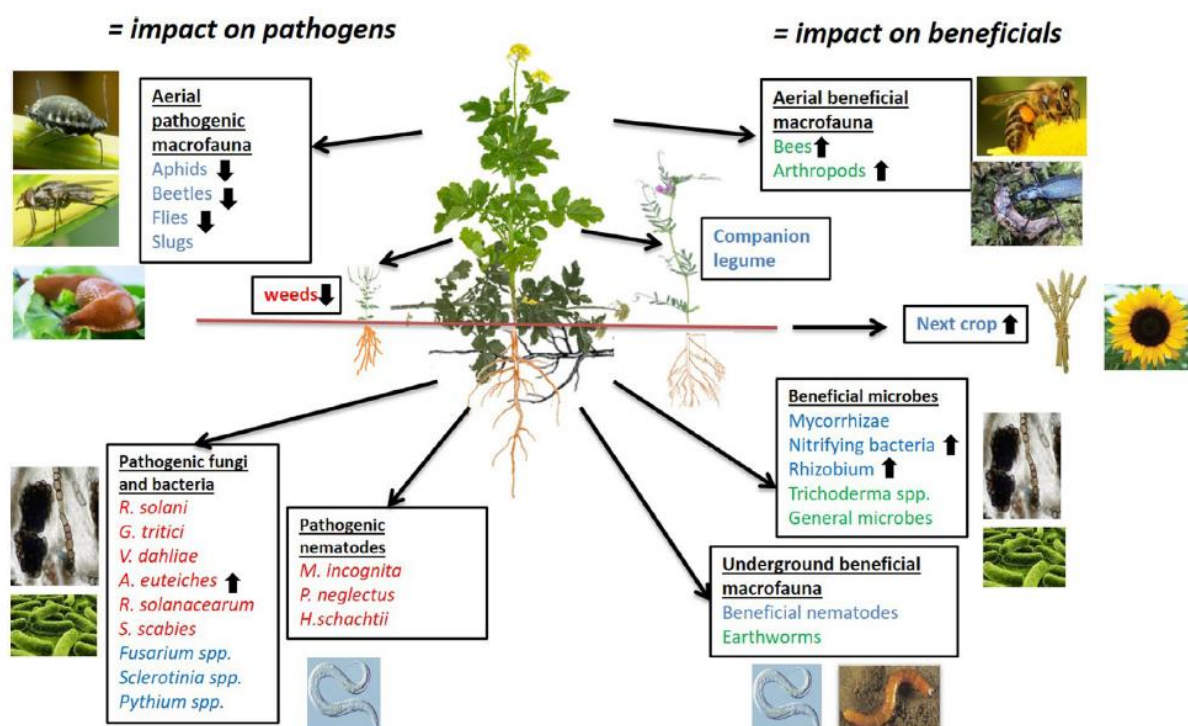 = impact on pathogens
= impact on beneficials
Aerial
pathogenic
macrofauna
Aphids
Beetles
Flies
Slugs
Aerial beneficial
macrofauna
Bees
Arthropods
Companion
legume
weeds
Next crop
Pathogenic fungi
and bacteria
R. solani
G. tritici
V. dahliae
A. euteiches
R. solanacearum
S. scabies
Fusarium spp.
Sclerotinia spp.
Pythium spp.
Pathogenic
nematodes
M. incognita
P. neglectus
H.schachtii
Beneficial microbes
Mycorrhizae
Nitrifying bacteria
Rhizobium
Trichoderma spp.
General microbes
Underground beneficial
macrofauna
Beneficial nematodes
Earthworms